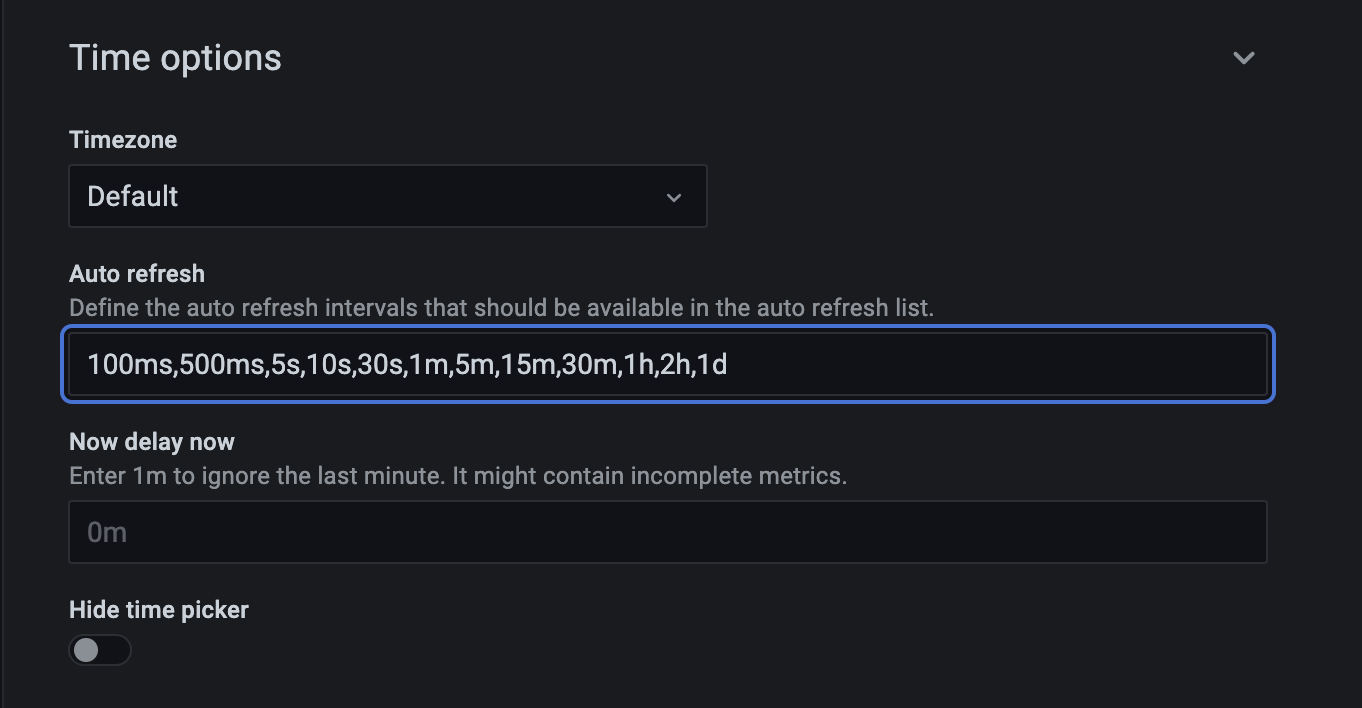 Time options
Timezone
Default
Auto refresh
Define the auto refresh intervals that should be available in the auto refresh list.
100ms,500ms,5s,10s,30s,1m,5m,15m,30m,1h,2h,1d
Now delay now
Enter 1m to ignore the last minute. It might contain incomplete metrics.
0m
Hide time picker